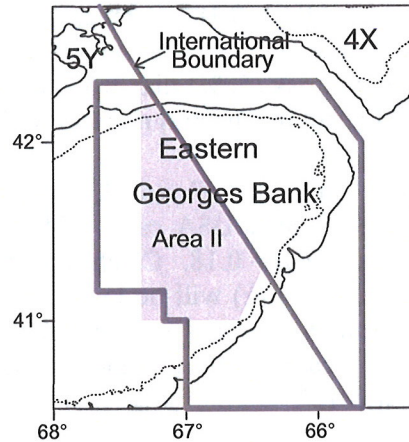 International
Boundary
5Y
4X
42°
Eastern
Georges Bank
Area II
41°
68°
67°
66°